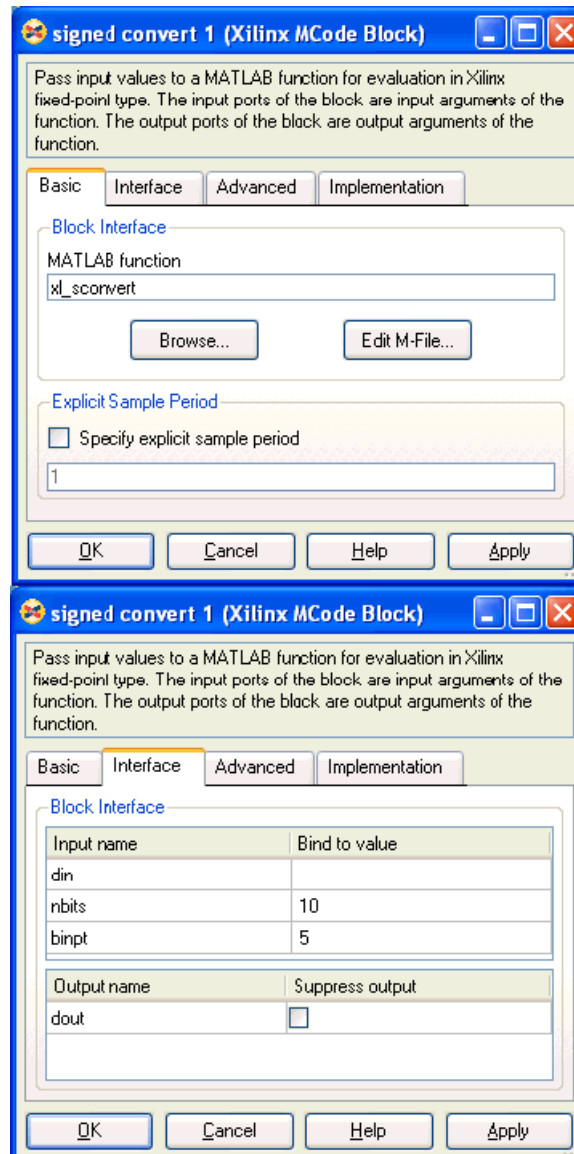 signed convert 1 (Xilinx MCode Block)
Pass input values to a MATLAB function for evaluation in Xilinx
fixed-point type. The input ports of the block are input arguments of the
function. The output ports of the block are output arguments of the
function.
Basic Interface Advanced Implementation
Block Interface
MATLAB function
xl_sconvert
Browse... Edit M-File...
Explicit Sample Period
Specify explicit sample period
1
OK Cancel Help Apply
signed convert 1 (Xilinx MCode Block)
Pass input values to a MATLAB function for evaluation in Xilinx
fixed-point type. The input ports of the block are input arguments of the
function. The output ports of the block are output arguments of the
function.
Basic Interface Advanced Implementation
Block Interface
Input name Bind to value
din
nbits 10
binpt 5
Output name Suppress output
dout
OK Cancel Help Apply